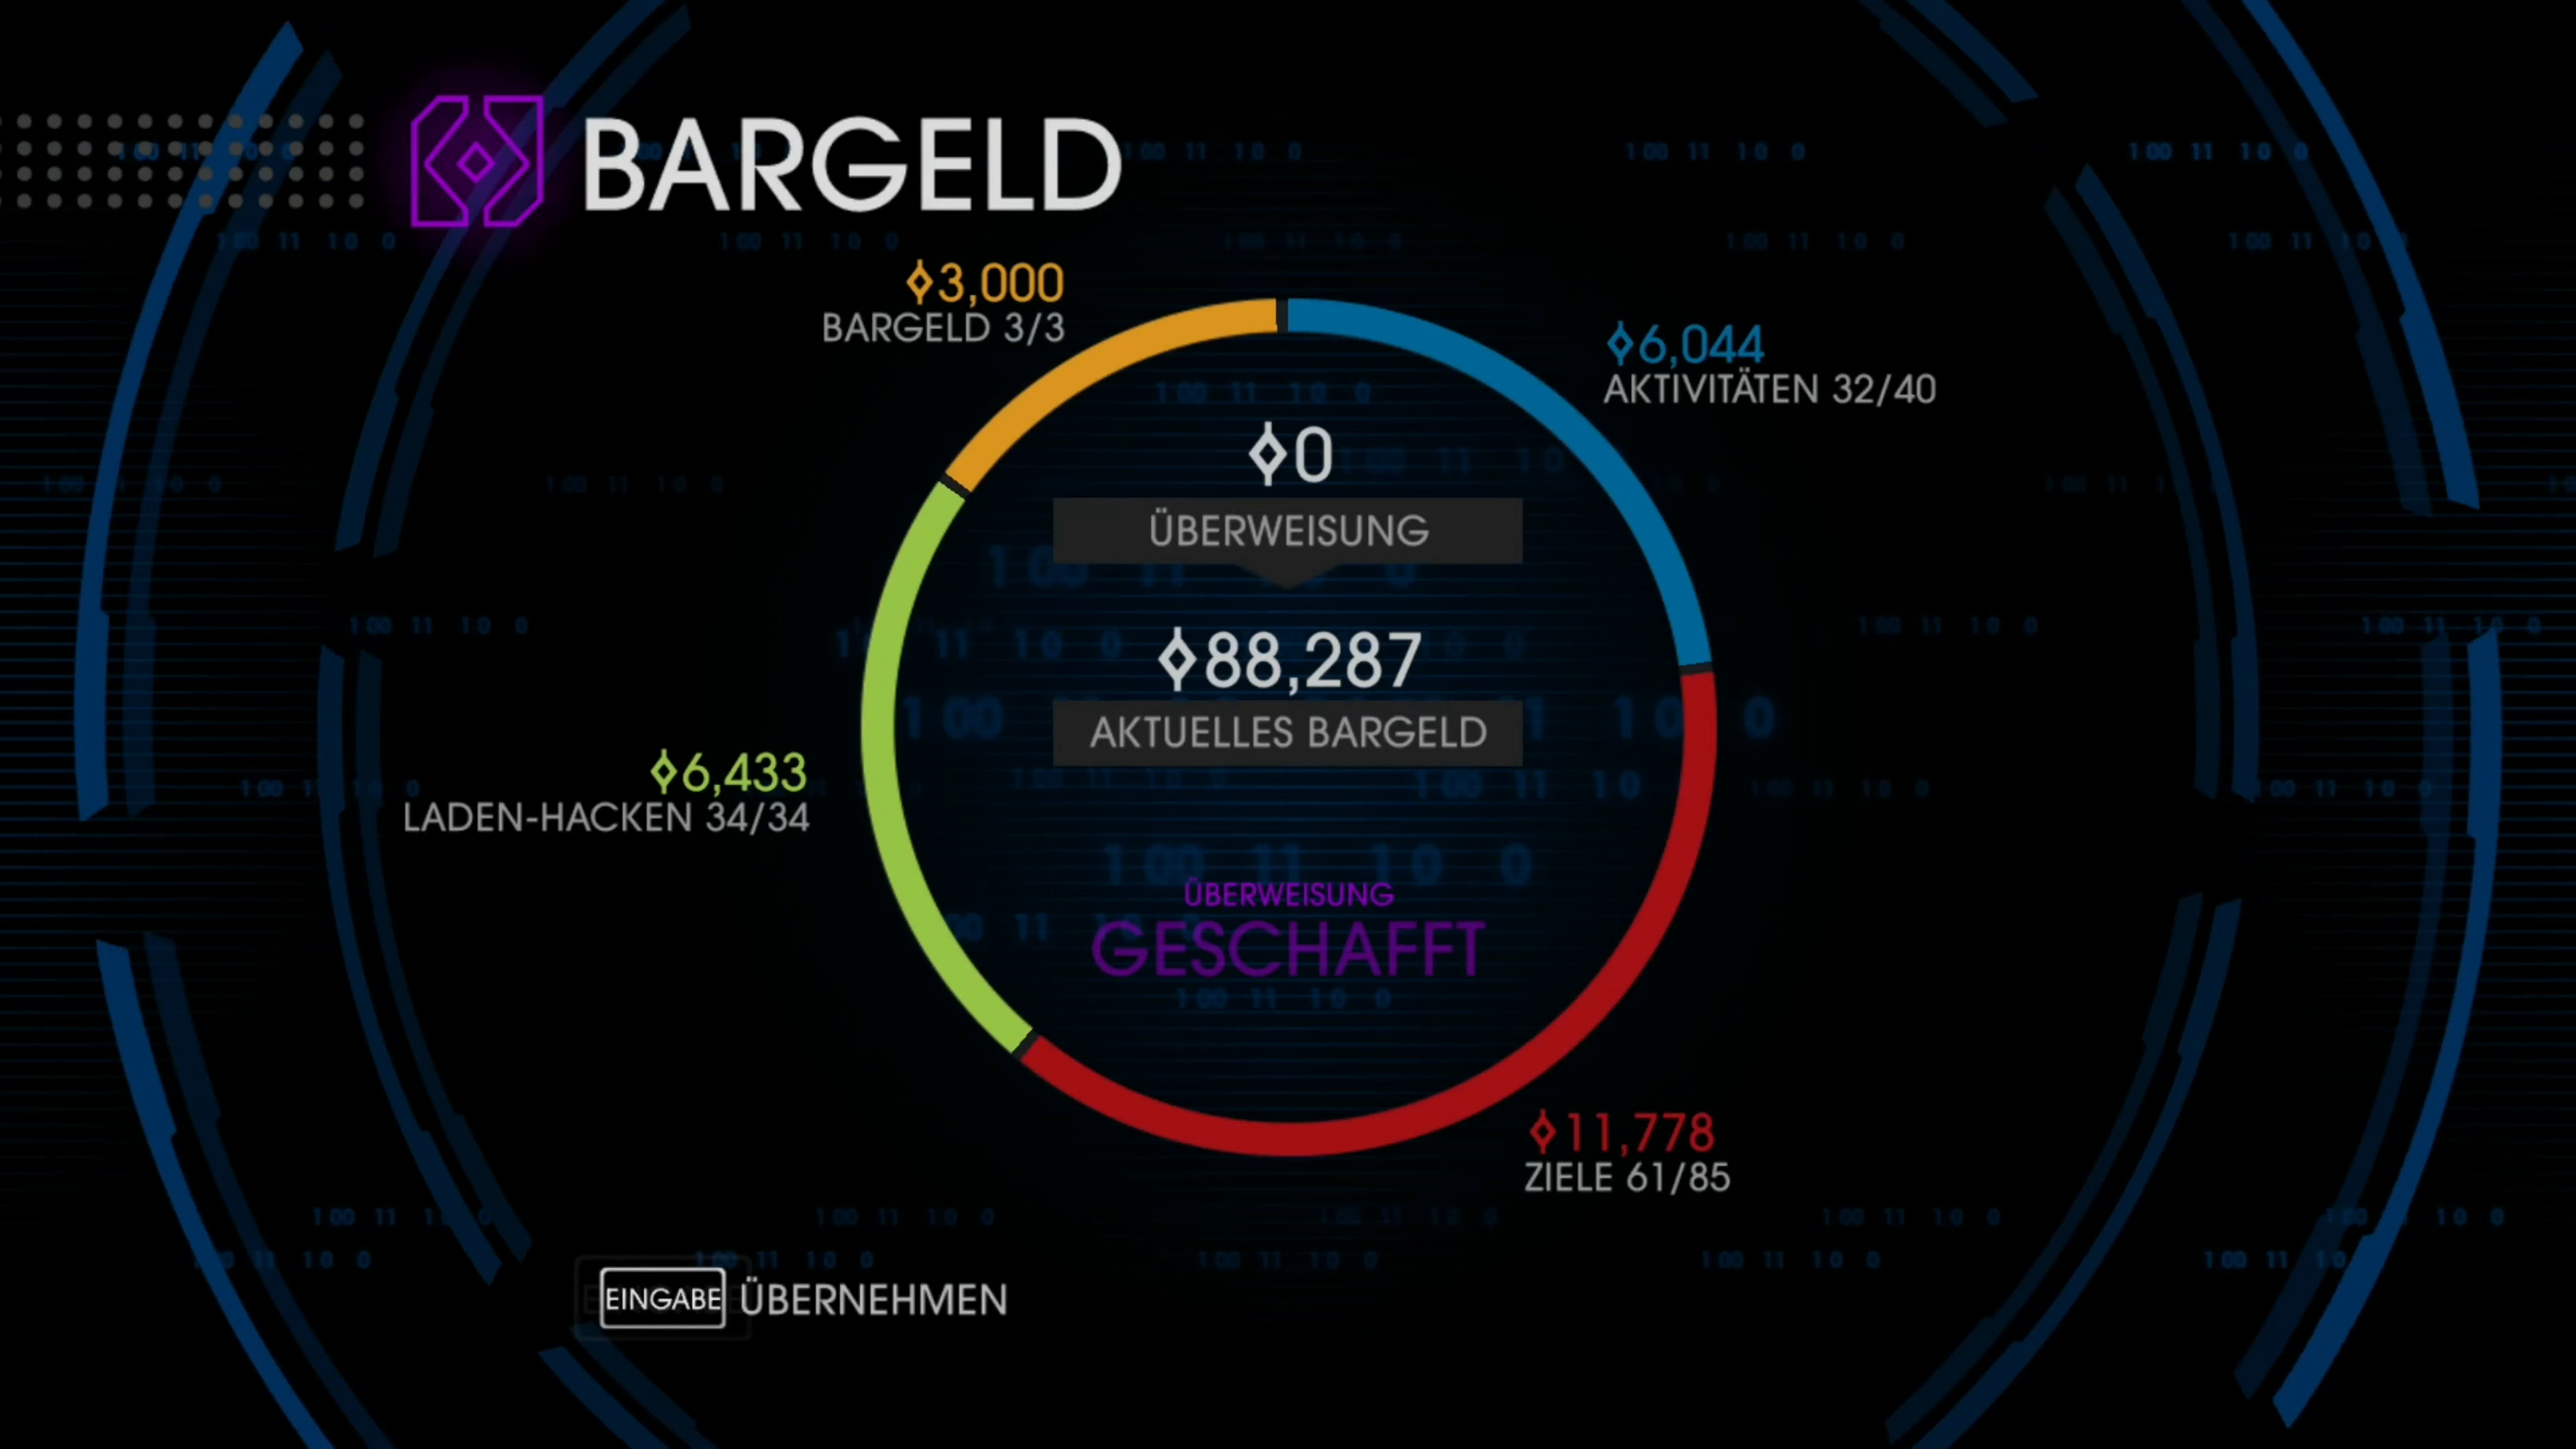 BARGELD
3,000
BARGELD 3/3
6,044
AKTIVITÄTEN 32/40
0
ÜBERWEISUNG
88,287
AKTUELLES BARGELD
6,433
LADEN-HACKEN 34/34
ÜBERWEISUNG
GESCHAFFT
11,778
ZIELE 61/85
EINGABE ÜBERNEHMEN